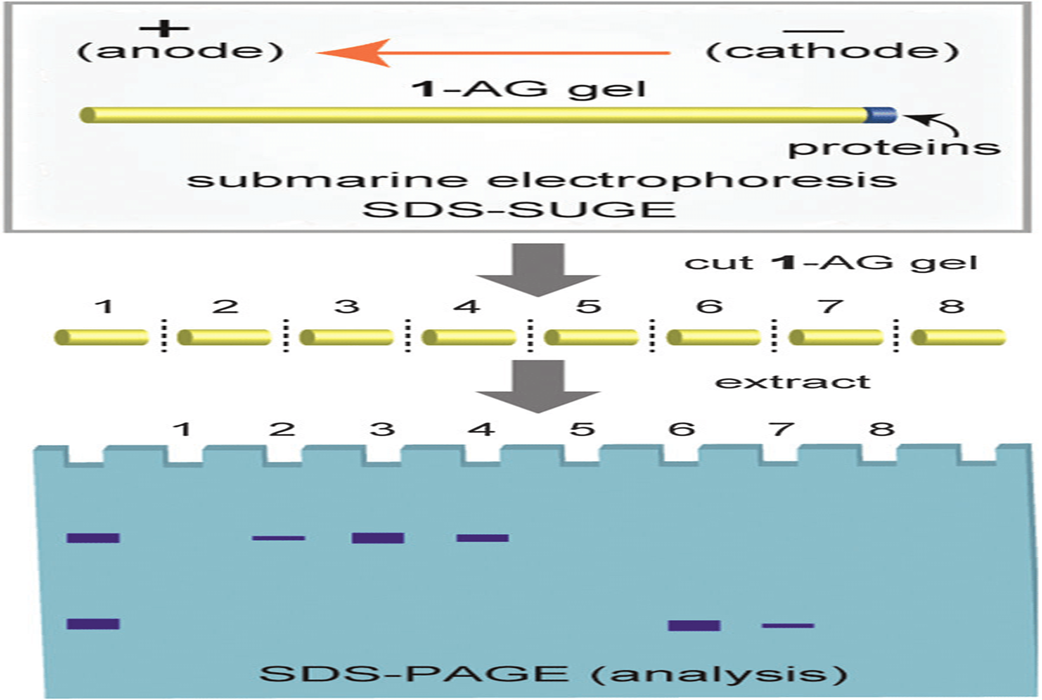 + —
(anode) (cathode)
1-AG gel
proteins
submarine electrophoresis
SDS-SUGE
cut 1-AG gel
1 2 3 4 5 6 7 8
extract
1 2 3 4 5 6 7 8
SDS-PAGE (analysis)